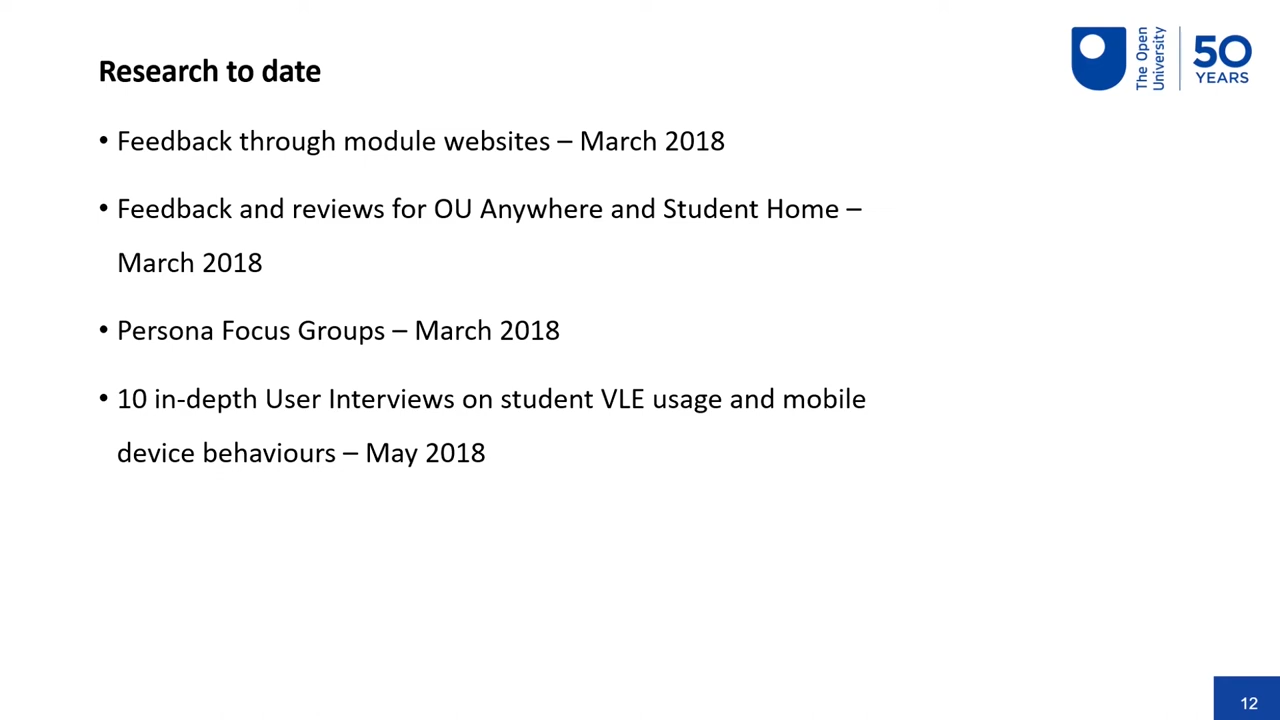 Research to date
The Open
University
50
YEARS
• Feedback through module websites – March 2018
• Feedback and reviews for OU Anywhere and Student Home –
March 2018
• Persona Focus Groups – March 2018
• 10 in-depth User Interviews on student VLE usage and mobile
device behaviours – May 2018
12